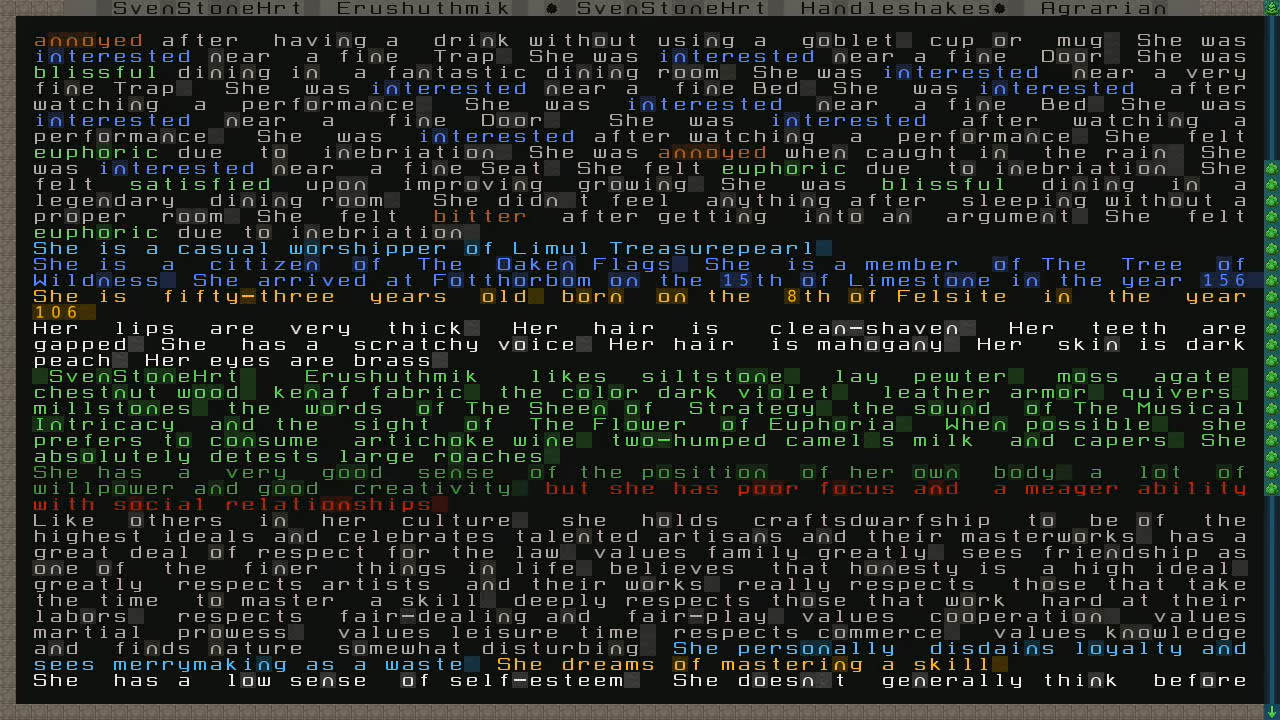 SvenStoneHrt Erushuthmik ● SvenStoneHrt Handleshakes● Agrarian
annoyed after having a drink without using a goblet cup or mug She was
interested near a fine Trap She was interested near a fine Door She was
blissful dining in a fantastic dining room She was interested near a very
fine Trap She was interested near a fine Bed She was interested after
watching a performance She was interested near a fine Bed She was
interested near a fine Door She was interested after watching a
performance She was interested after watching a performance She felt
euphoric due to inebriation She was annoyed when caught in the rain She
was interested near a fine Seat She felt euphoric due to inebriation She
felt satisfied upon improving growing She was blissful dining in a
legendary dining room She didn t feel anything after sleeping without a
proper room She felt bitter after getting into an argument She felt
euphoric due to inebriation
She is a casual worshipper of Limul Treasurepearl
She is a citizen of The Oaken Flags She is a member of The Tree of
Wildness She arrived at Fotthorbom on the 15th of Limestone in the year 156
She is fifty-three years old born on the 8th of Felsite in the year
106
Her lips are very thick Her hair is clean-shaven Her teeth are
gapped She has a scratchy voice Her hair is mahogany Her skin is dark
peach Her eyes are brass
SvenStoneHrt Erushuthmik likes siltstone lay pewter moss agate
chestnut wood kenaf fabric the color dark violet leather armor quivers
millstones the words of The Sheen of Strategy the sound of The Musical
Intricacy and the sight of The Flower of Euphoria When possible she
prefers to consume artichoke wine two-humped camel s milk and capers She
absolutely detests large roaches
She has a very good sense of the position of her own body a lot of
willpower and good creativity but she has poor focus and a meager ability
with social relationships
Like others in her culture she holds craftsdwarfship to be of the
highest ideals and celebrates talented artisans and their masterworks has a
great deal of respect for the law values family greatly sees friendship as
one of the finer things in life believes that honesty is a high ideal
greatly respects artists and their works really respects those that take
the time to master a skill deeply respects those that work hard at their
labors respects fair-dealing and fair-play values cooperation values
martial prowess values leisure time respects commerce values knowledge
and finds nature somewhat disturbing She personally disdains loyalty and
sees merrymaking as a waste She dreams of mastering a skill
She has a low sense of self-esteem She doesn t generally think before